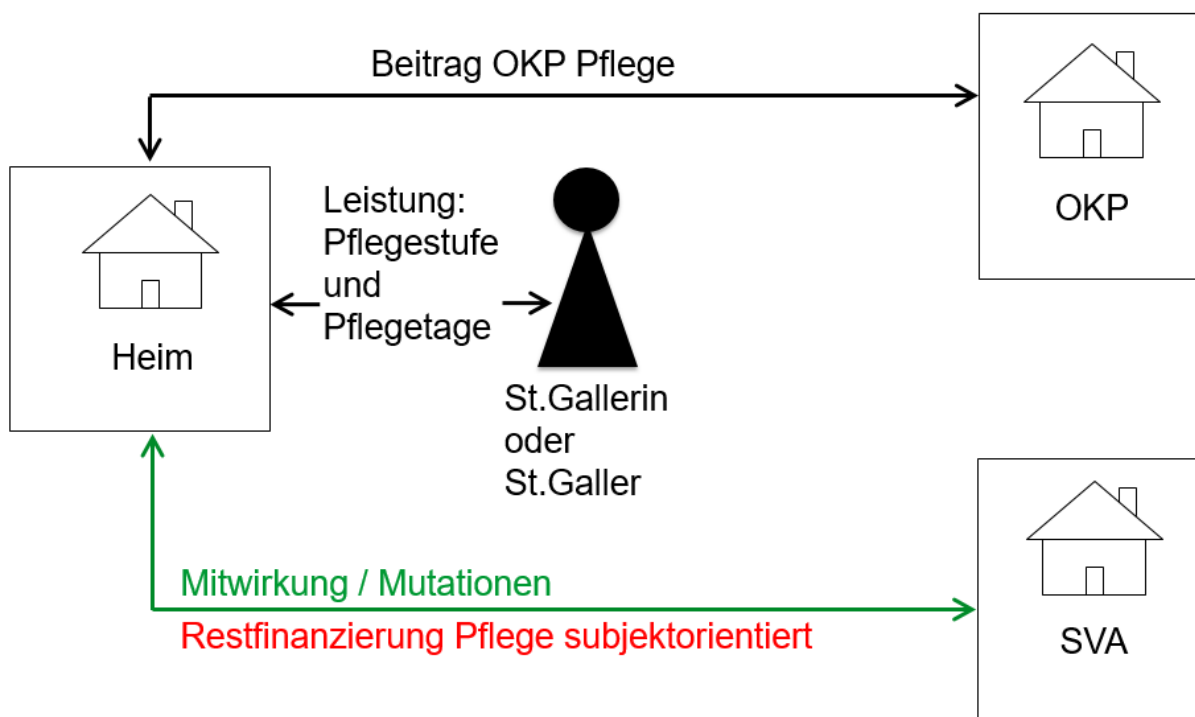 Beitrag OKP Pflege
OKP
Leistung:
Pflegestufe
und
Pflegetage
Heim
St.Gallerin
oder
St.Galler
Mitwirkung / Mutationen
Restfinanzierung Pflege subjektorientiert
SVA